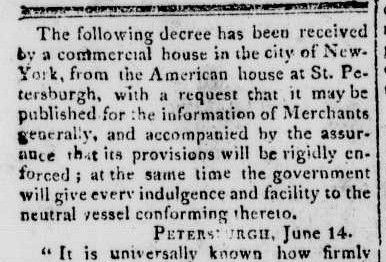 The following decree has been received
by a commercial house in the city of New-
York, from the American house at St. Pe-
tersburgh, with a request that it may be
published for the information of Merchants
generally, and accompanied by the assur-
ance that its provisions will be rigidly en-
forced ; at the same time the government
will give every indulgence and facility to the
neutral vessel conforming thereto.
PETERSBURGH, June 14.
" It is universally known how firmly